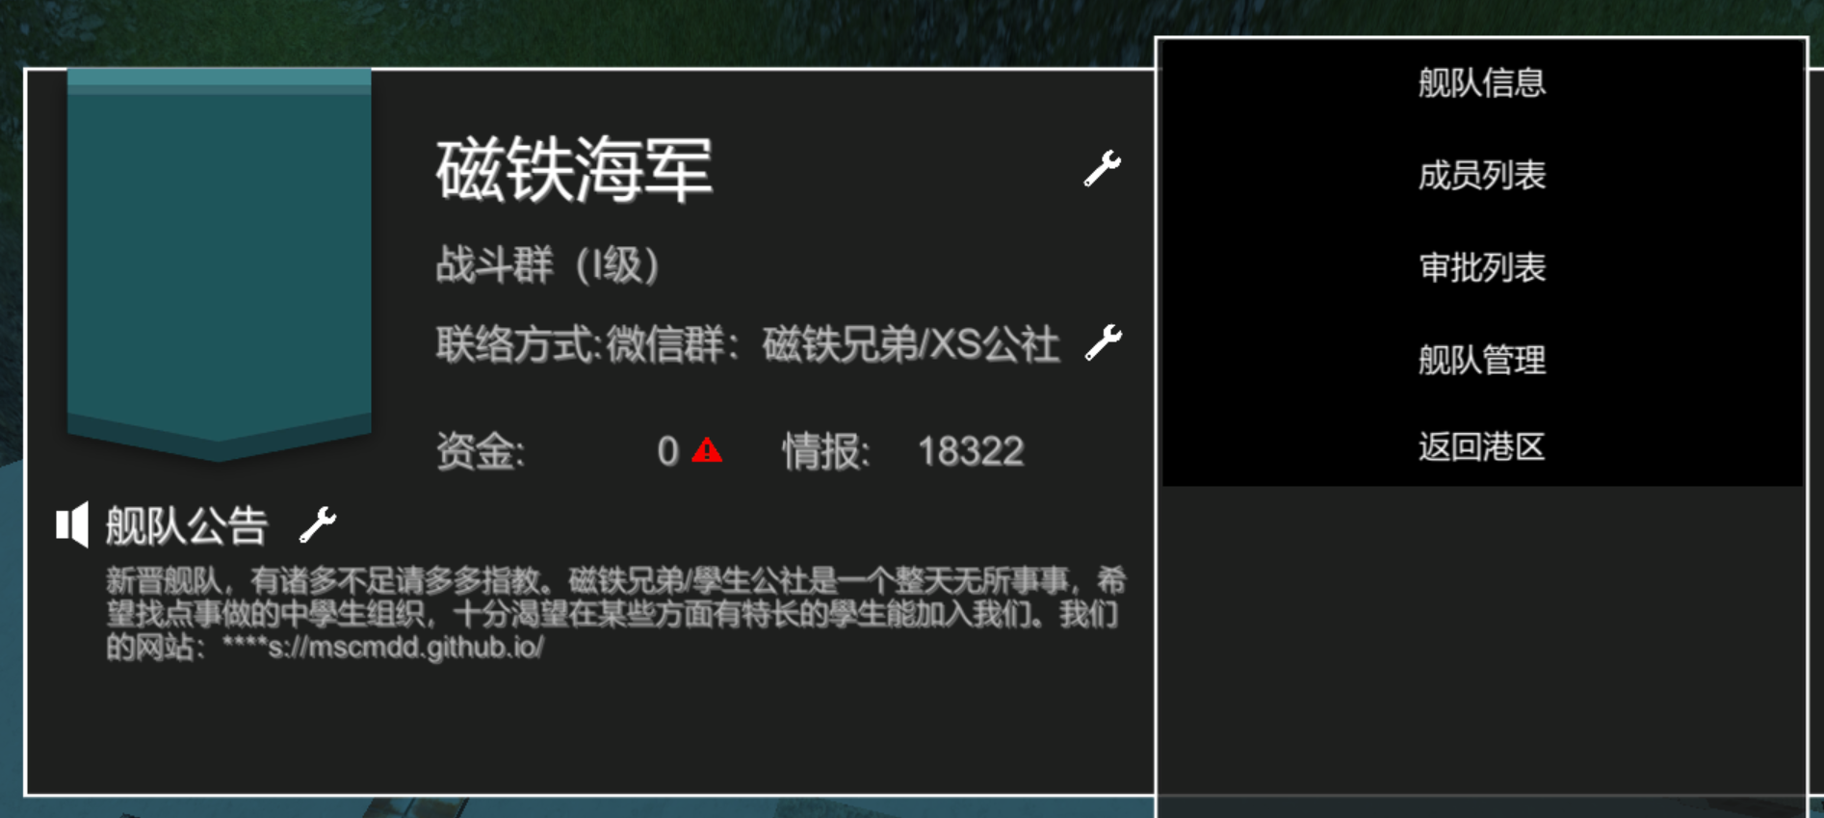 磁铁海军
战斗群（I级）
联络方式:微信群：磁铁兄弟/XS公社
资金: 0 情报: 18322
舰队公告
新晋舰队，有诸多不足请多多指教。磁铁兄弟/學生公社是一个整天无所事事，希
望找点事做的中學生组织，十分渴望在某些方面有特长的學生能加入我们。我们
的网站：****s://mscmdd.github.io/
舰队信息
成员列表
审批列表
舰队管理
返回港区